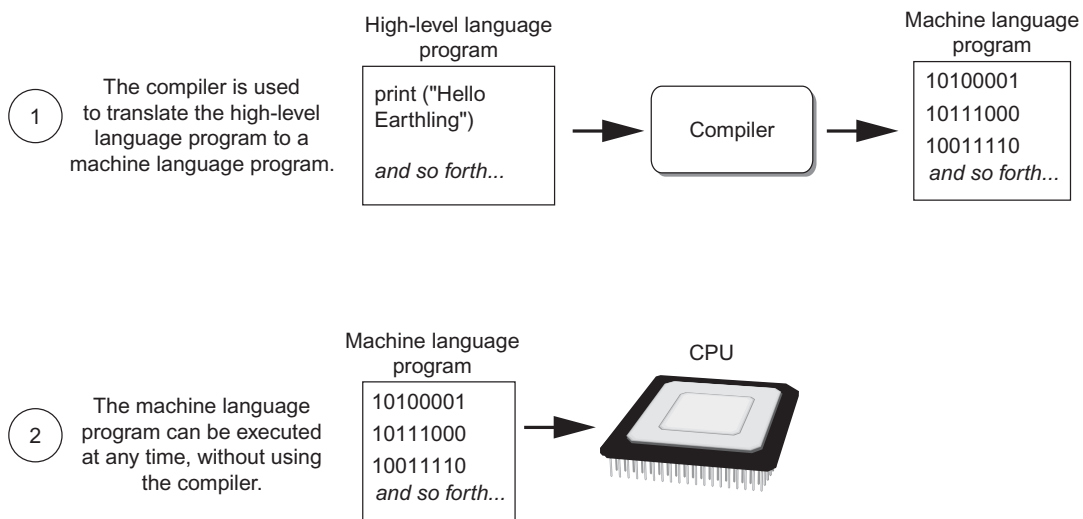 1
The compiler is used
to translate the high-level
language program to a
machine language program.
High-level language
program
print ("Hello
Earthling")
and so forth...
Compiler
Machine language
program
10100001
10111000
10011110
and so forth...
2
The machine language
program can be executed
at any time, without using
the compiler.
Machine language
program
10100001
10111000
10011110
and so forth...
CPU